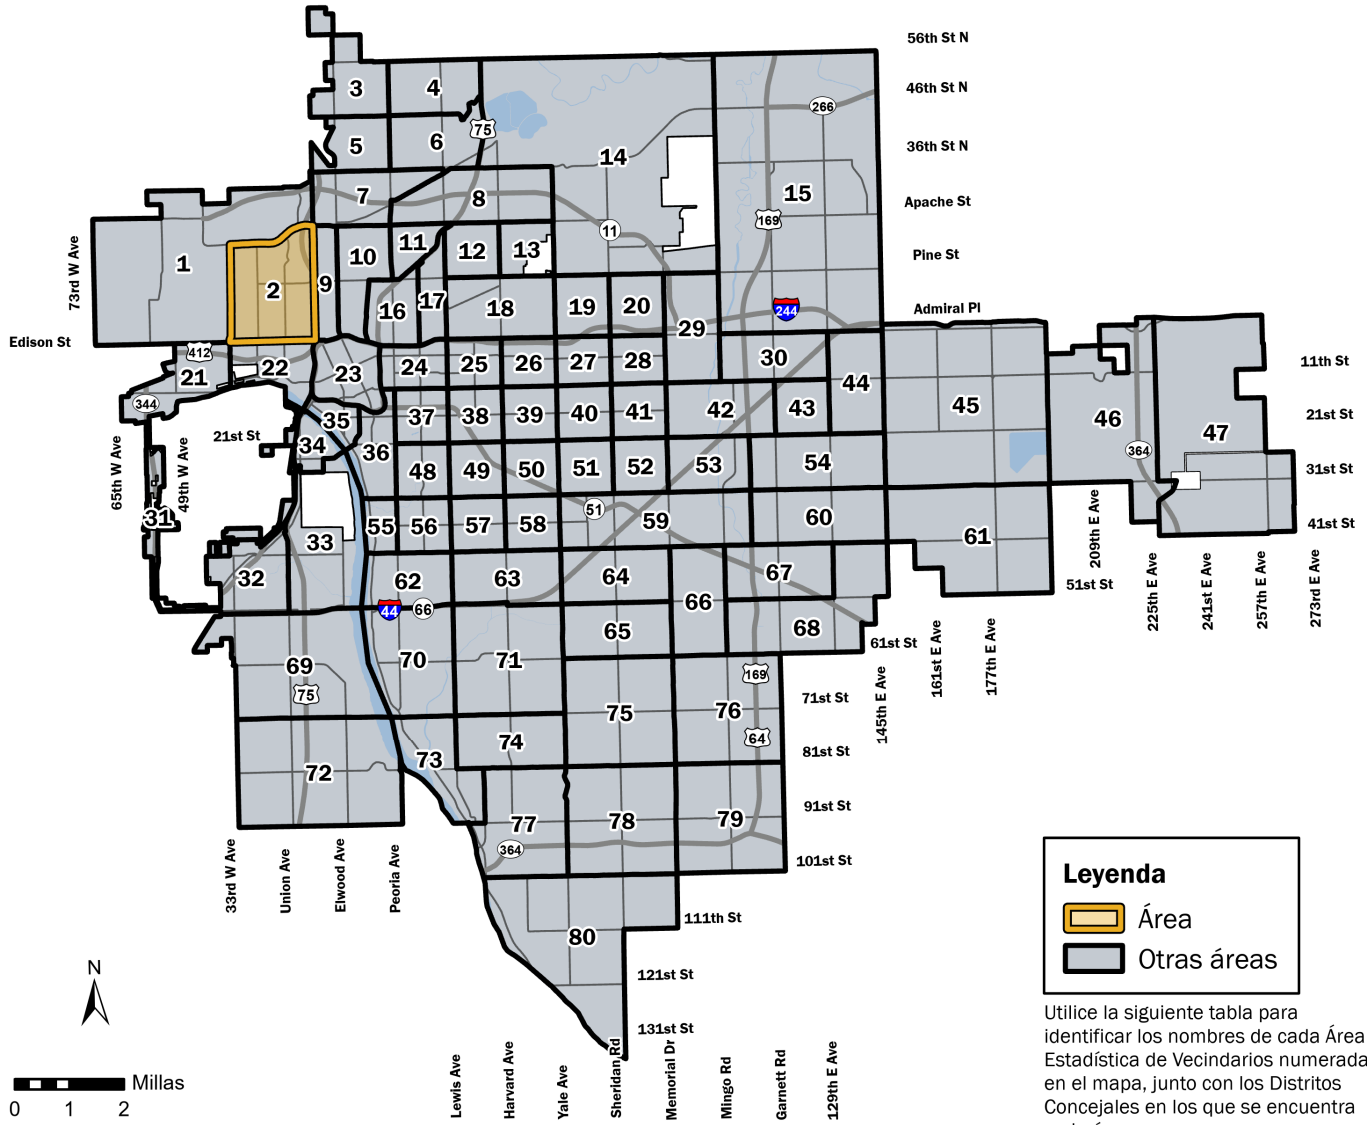 56th St N
3
4
46th St N
266
75
5
6
36th St N
14
15
7
8
Apache St
169
11
73rd W Ave
1
10
11
12
13
Pine St
2
9
16
17
18
19
20
244
Admiral Pl
29
Edison St
412
21
22
23
24
25
26
27
28
30
44
11th St
344
35
37
38
39
40
41
42
43
45
46
47
21st St
21st St
34
36
65th W Ave
49th W Ave
48
49
50
51
52
53
54
364
31st St
31
33
55
56
57
58
51
59
60
61
209th E Ave
41st St
32
62
63
64
67
51st St
225th E Ave
241st E Ave
257th E Ave
273rd E Ave
44
66
66
65
68
61st St
161st E Ave
177th E Ave
69
70
71
75
169
71st St
145th E Ave
75
76
74
64
81st St
72
73
77
78
79
91st St
364
101st St
33rd W Ave
Union Ave
Elwood Ave
Peoria Ave
111th St
80
121st St
131st St
N
Millas
0 1 2
Lewis Ave
Harvard Ave
Yale Ave
Sheridan Rd
Memorial Dr
Mingo Rd
Garnett Rd
129th E Ave
Leyenda
Área
Otras áreas
Utilice la siguiente tabla para
identificar los nombres de cada Área
Estadística de Vecindarios numerada
en el mapa, junto con los Distritos
Concejales en los que se encuentra